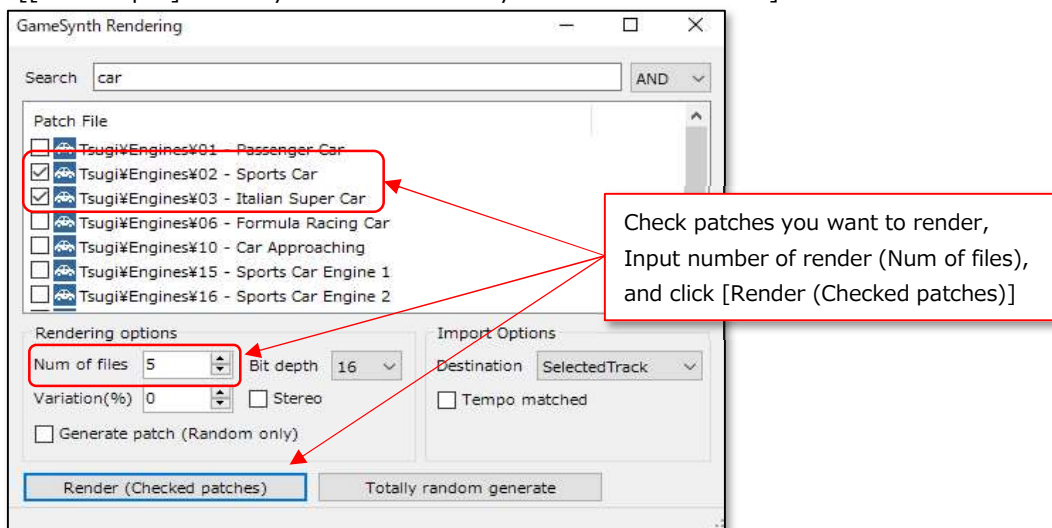 GameSynth Rendering
Search car AND
Patch File
Tsugi¥Engines¥01 - Passenger Car
Tsugi¥Engines¥02 - Sports Car
Tsugi¥Engines¥03 - Italian Super Car
Tsugi¥Engines¥06 - Formula Racing Car
Tsugi¥Engines¥10 - Car Approaching
Tsugi¥Engines¥15 - Sports Car Engine 1
Tsugi¥Engines¥16 - Sports Car Engine 2
Check patches you want to render,
Input number of render (Num of files),
and click [Render (Checked patches)]
Rendering options
Num of files 5 Bit depth 16
Variation(%) 0 Stereo
Generate patch (Random only)
Import Options
Destination SelectedTrack
Tempo matched
Render (Checked patches) Totally random generate